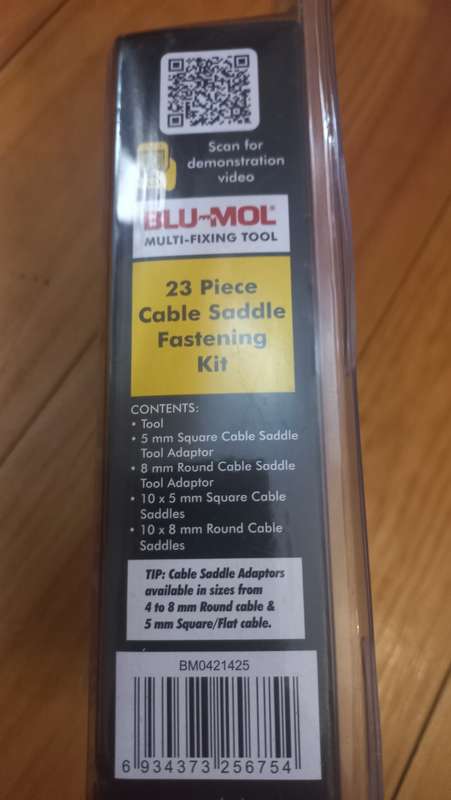 Scan for
demonstration
video
BLU-MOL®
MULTI-FIXING TOOL
23 Piece
Cable Saddle
Fastening
Kit
CONTENTS:
• Tool
• 5 mm Square Cable Saddle
Tool Adaptor
• 8 mm Round Cable Saddle
Tool Adaptor
• 10 x 5 mm Square Cable
Saddles
• 10 x 8 mm Round Cable
Saddles
TIP: Cable Saddle Adaptors
available in sizes from
4 to 8 mm Round cable &
5 mm Square/Flat cable.
BM0421425
6 934373 256754